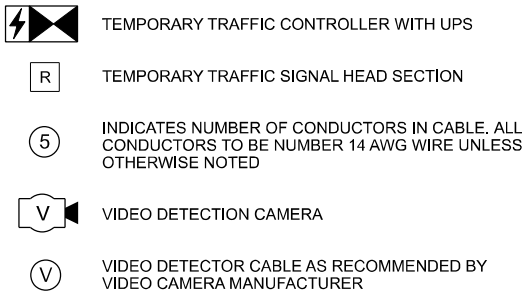 TEMPORARY TRAFFIC CONTROLLER WITH UPS
R TEMPORARY TRAFFIC SIGNAL HEAD SECTION
INDICATES NUMBER OF CONDUCTORS IN CABLE. ALL
5 CONDUCTORS TO BE NUMBER 14 AWG WIRE UNLESS
OTHERWISE NOTED
V VIDEO DETECTION CAMERA
V VIDEO DETECTOR CABLE AS RECOMMENDED BY
VIDEO CAMERA MANUFACTURER